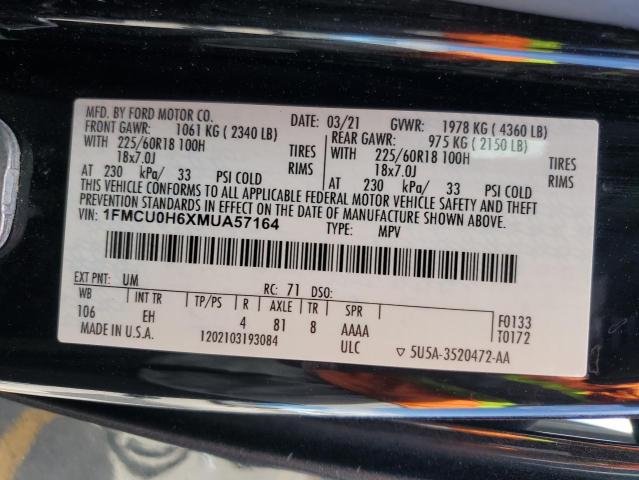 MFD. BY FORD MOTOR CO.
DATE: 03/21 GVWR: 1978 KG ( 4360 LB)
FRONT GAWR: 1061 KG ( 2340 LB) REAR GAWR: 975 KG ( 2150 LB)
WITH 225/60R18 100H TIRES WITH 225/60R18 100H TIRES
18x7.0J RIMS 18x7.0J RIMS
AT 230 kPa/ 33 PSI COLD AT 230 kPa/ 33 PSI COLD
THIS VEHICLE CONFORMS TO ALL APPLICABLE FEDERAL MOTOR VEHICLE SAFETY AND THEFT
PREVENTION STANDARDS IN EFFECT ON THE DATE OF MANUFACTURE SHOWN ABOVE.
VIN: 1FMCU0H6XMUA57164 TYPE: MPV
EXT PNT: UM RC: 71 DSO:
WB INT TR TP/PS R AXLE TR SPR
106 EH 4 81 8 AAAA F0133
T0172
MADE IN U.S.A. 1202103193084 ULC ▽ 5U5A-3520472-AA